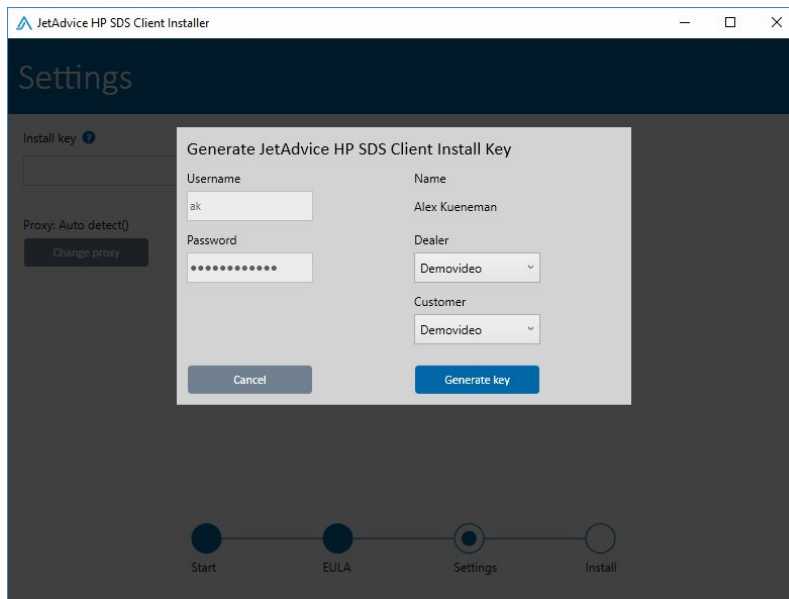 JetAdvice HP SDS Client Installer
Settings
Install key ?
Proxy: Auto detect()
Change proxy
Generate JetAdvice HP SDS Client Install Key
Username
ak
Password
••••••••••••
Name
Alex Kueneman
Dealer
Demovideo
Customer
Demovideo
Cancel
Generate key
Start
EULA
Settings
Install